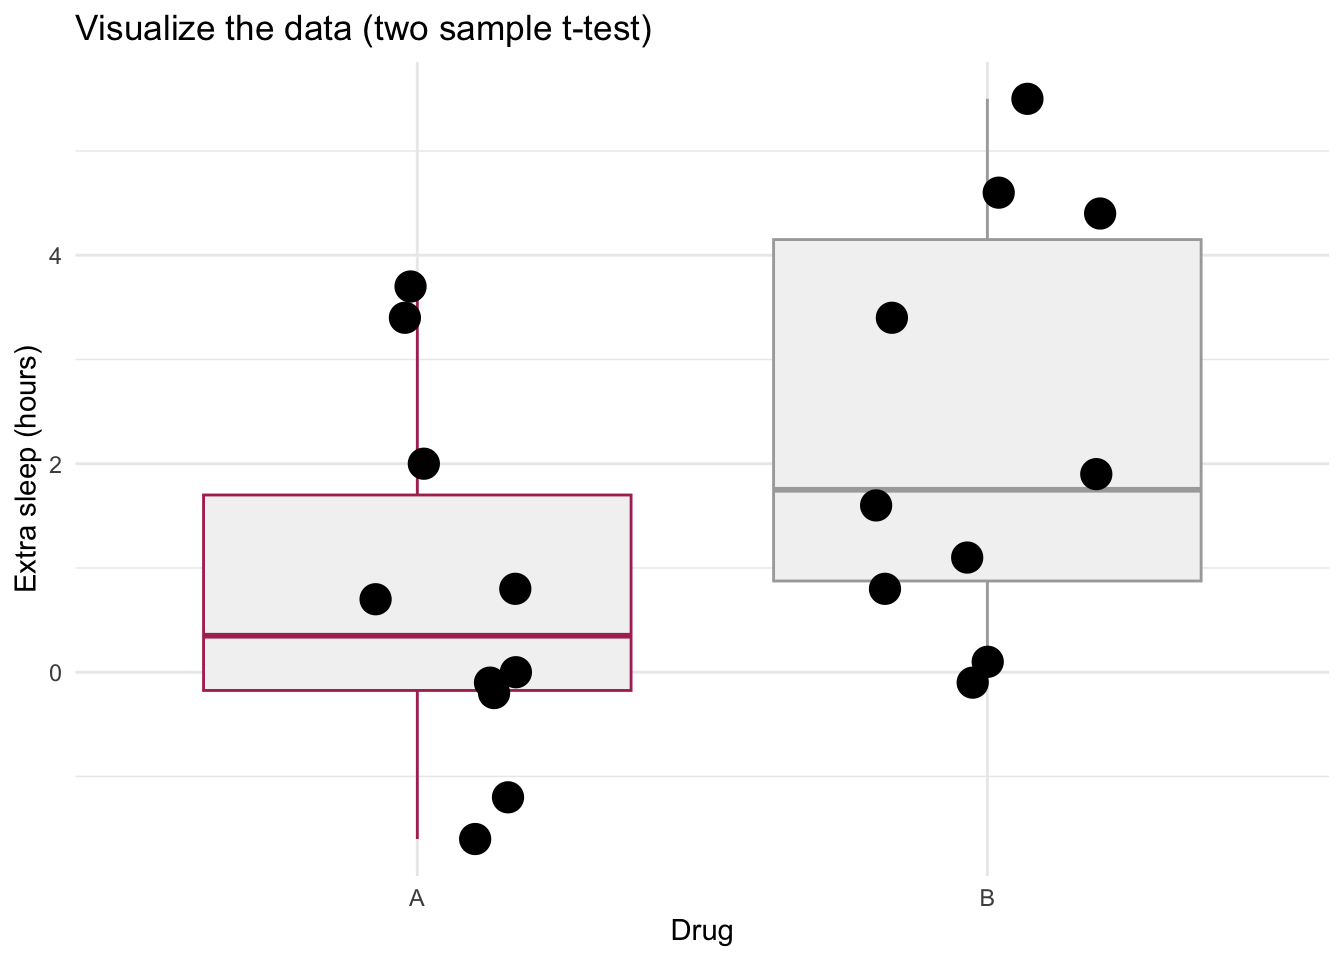 Visualize the data (two sample t-test)
Extra sleep (hours)
4
2
0
A
B
Drug